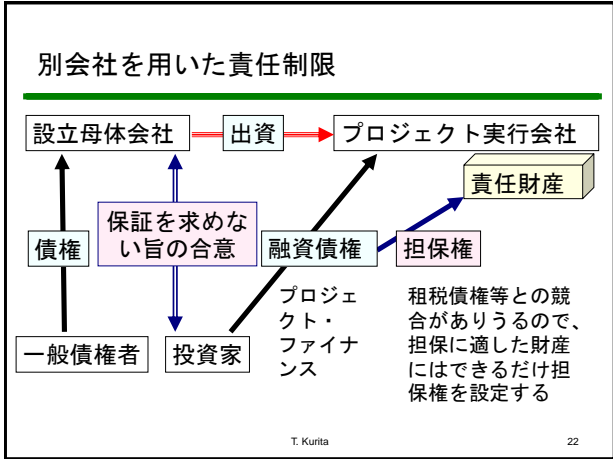 別会社を用いた責任制限
設立母体会社
出資
プロジェクト実行会社
責任財産
保証を求めな
い旨の合意
債権
融資債権
担保権
プロジェ
クト・
ファイナ
ンス
租税債権等との競
合がありうるので、
担保に適した財産
にはできるだけ担
保権を設定する
一般債権者
投資家
T. Kurita
22